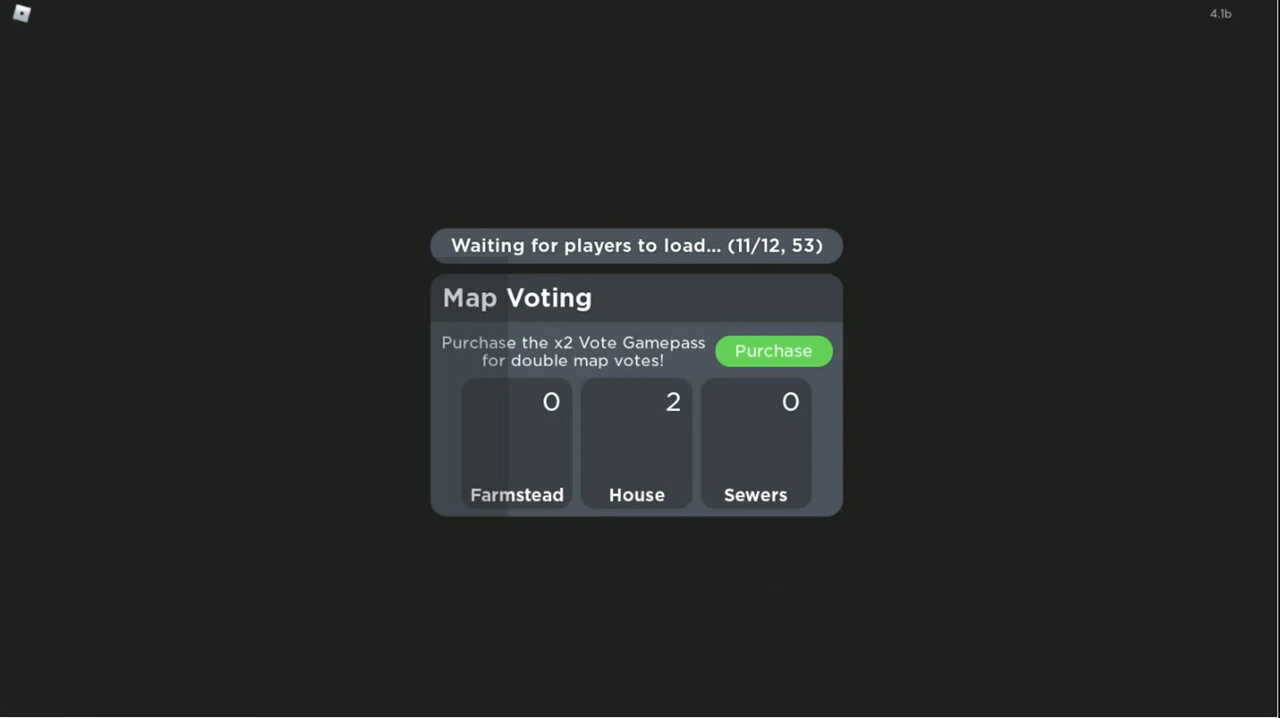 4.1b
Waiting for players to load... (11/12, 53)
Map Voting
Purchase the x2 Vote Gamepass
for double map votes!
Purchase
0
2
0
Farmstead
House
Sewers